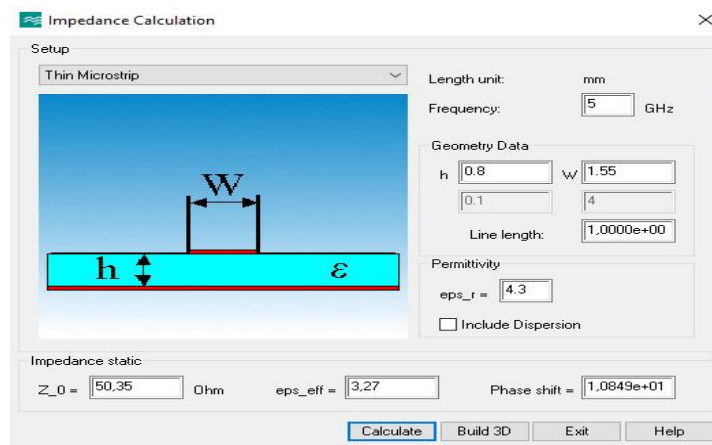 Impedance Calculation
Setup
Thin Microstrip
Length unit: mm
Frequency: 5 GHz
W
h ε
Geometry Data
h 0.8 W 1.55
0.1 4
Line length: 1,0000e+00
Permittivity
eps_r = 4.3
Include Dispersion
Impedance static
Z_0 = 50,35 Ohm eps_eff = 3,27 Phase shift = 1,0849e+01
Calculate Build 3D Exit Help